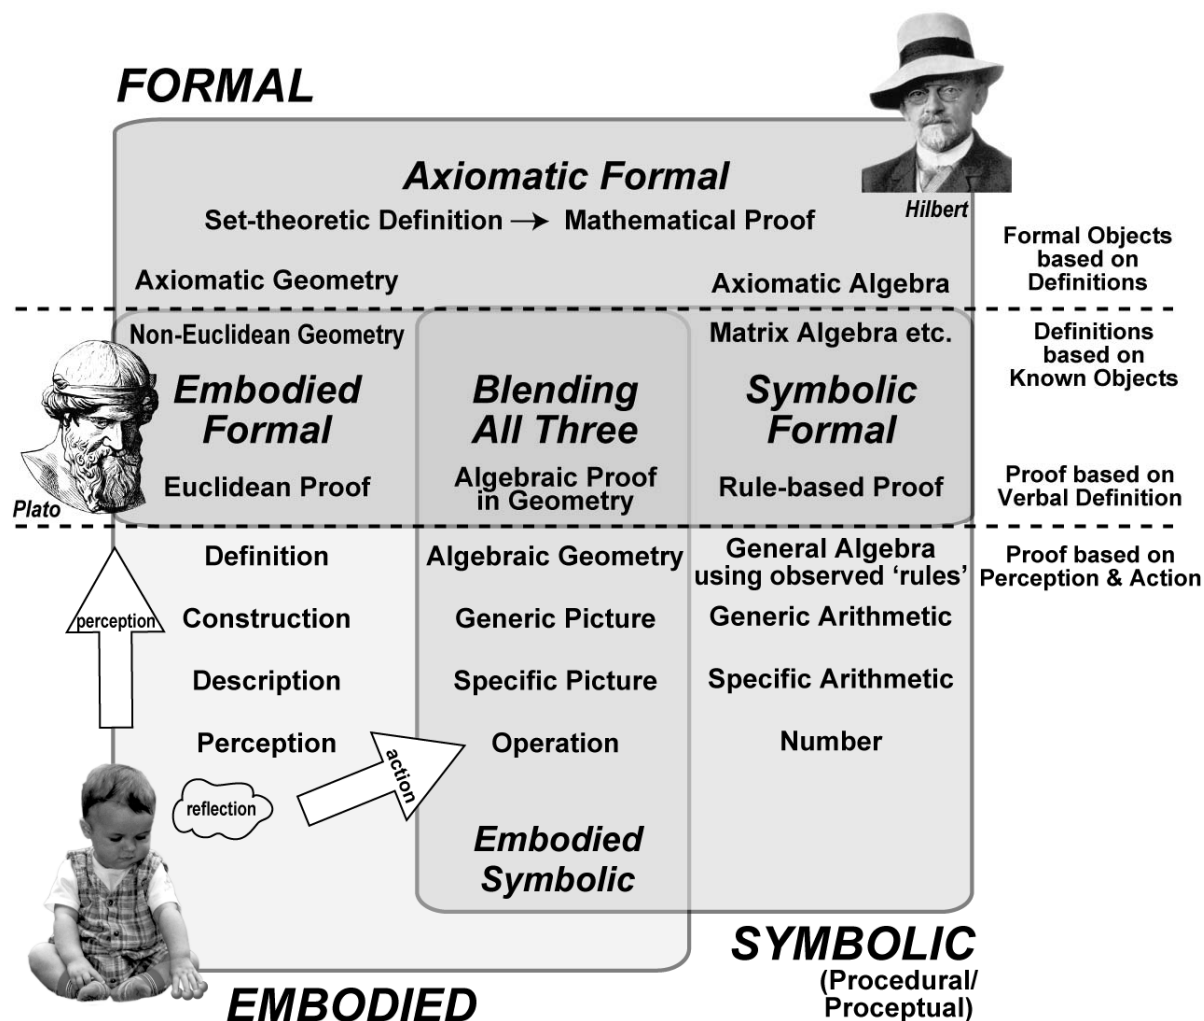 FORMAL
Axiomatic Formal
Hilbert
Set-theoretic Definition → Mathematical Proof
Formal Objects
based on
Definitions
Axiomatic Geometry
Axiomatic Algebra
Non-Euclidean Geometry
Matrix Algebra etc.
Definitions
based on
Known Objects
Embodied
Formal
Blending
All Three
Symbolic
Formal
Plato
Euclidean Proof
Algebraic Proof
in Geometry
Rule-based Proof
Proof based on
Verbal Definition
Definition
Algebraic Geometry
General Algebra
using observed ‘rules’
Proof based on
Perception & Action
perception
Construction
Generic Picture
Generic Arithmetic
Description
Specific Picture
Specific Arithmetic
Perception
action
Operation
Number
reflection
Embodied
Symbolic
SYMBOLIC
(Procedural/
Proceptual)
EMBODIED